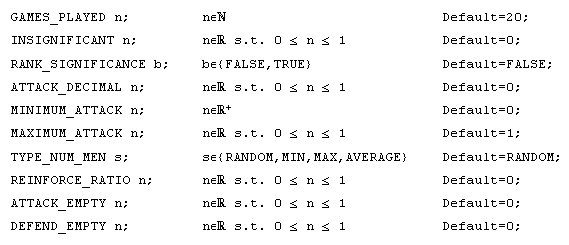 GAMES_PLAYED n; n∈ℕ Default=20;
INSIGNIFICANT n; n∈ℝ s.t. 0 ≤ n ≤ 1 Default=0;
RANK_SIGNIFICANCE b; b∈{FALSE,TRUE} Default=FALSE;
ATTACK_DECIMAL n; n∈ℝ s.t. 0 ≤ n ≤ 1 Default=0;
MINIMUM_ATTACK n; n∈ℝ⁺ Default=0;
MAXIMUM_ATTACK n; n∈ℝ s.t. 0 ≤ n ≤ 1 Default=1;
TYPE_NUM_MEN s; s∈{RANDOM,MIN,MAX,AVERAGE} Default=RANDOM;
REINFORCE_RATIO n; n∈ℝ s.t. 0 ≤ n ≤ 1 Default=0;
ATTACK_EMPTY n; n∈ℝ s.t. 0 ≤ n ≤ 1 Default=0;
DEFEND_EMPTY n; n∈ℝ s.t. 0 ≤ n ≤ 1 Default=0;